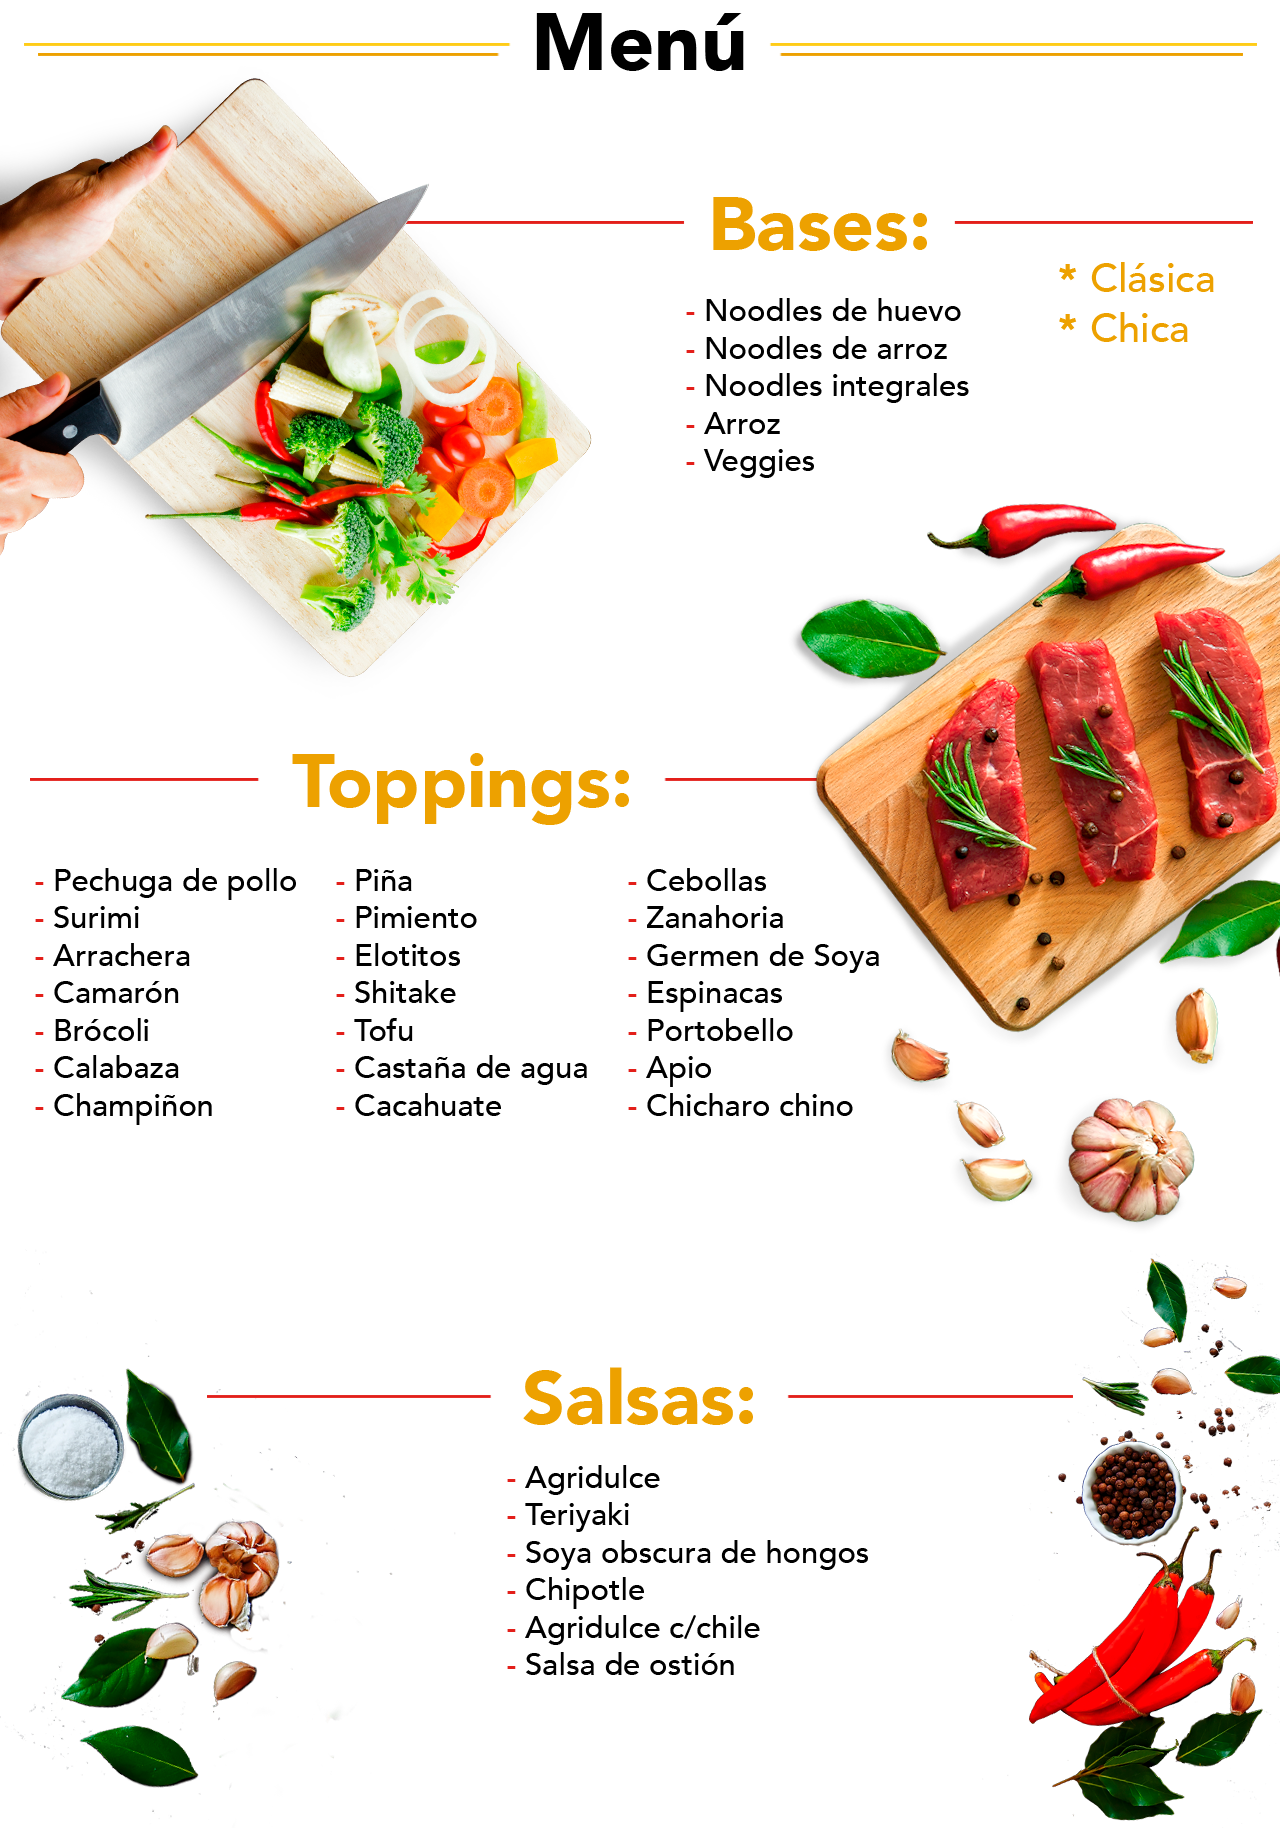 Menú
Bases:
* Clásica
* Chica
- Noodles de huevo
- Noodles de arroz
- Noodles integrales
- Arroz
- Veggies
Toppings:
- Pechuga de pollo
- Surimi
- Arrachera
- Camarón
- Brócoli
- Calabaza
- Champiñon
- Piña
- Pimiento
- Elotitos
- Shitake
- Tofu
- Castaña de agua
- Cacahuate
- Cebollas
- Zanahoria
- Germen de Soya
- Espinacas
- Portobello
- Apio
- Chicharo chino
Salsas:
- Agridulce
- Teriyaki
- Soya obscura de hongos
- Chipotle
- Agridulce c/chile
- Salsa de ostión